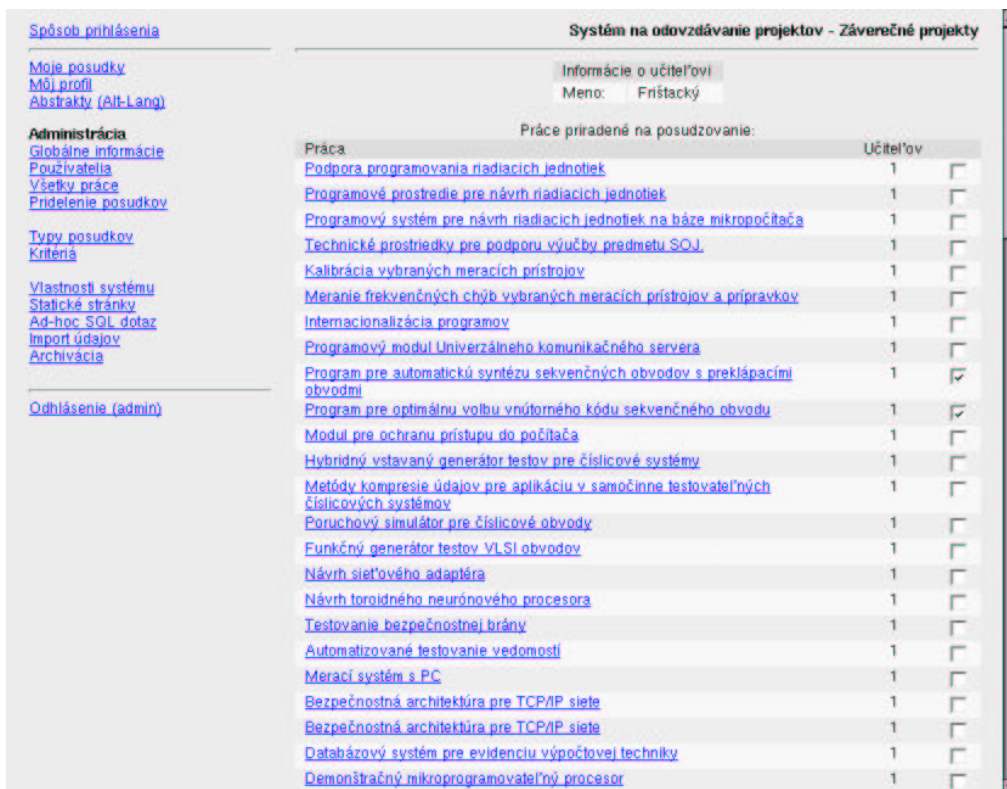 Spôsob prihlásenia
Moje posudky
Môj profil
Abstrakty (Alt-Lang)
Administrácia
Globálne informácie
Používatelia
Všetky práce
Pridelenie posudkov
Typy posudkov
Kritériá
Vlastnosti systému
Statické stránky
Ad-hoc SQL dotaz
Import údajov
Archivácia
Odhlásenie (admin)
Systém na odovzdávanie projektov - Záverečné projekty
Informácie o učiteľovi
Meno: Frištacký
Práce priradené na posudzovanie:
Práca Učiteľov
Podpora programovania riadiacich jednotiek 1
Programové prostredie pre návrh riadiacich jednotiek 1
Programový systém pre návrh riadiacich jednotiek na báze mikropočítača 1
Technické prostriedky pre podporu výučby predmetu SOJ. 1
Kalibrácia vybraných meracích prístrojov 1
Meranie frekvenčných chýb vybraných meracích prístrojov a prípravkov 1
Internacionalizácia programov 1
Programový modul Univerzálneho komunikačného servera 1
Program pre automatickú syntézu sekvenčných obvodov s preklápacími 1
obvodmi
Program pre optimálnu volbu vnútorného kódu sekvenčného obvodu 1
Modul pre ochranu prístupu do počítača 1
Hybridný vstavaný generátor testov pre číslicové systémy 1
Metódy kompresie údajov pre aplikáciu v samočinne testovateľných 1
číslicových systémov
Poruchový simulátor pre číslicové obvody 1
Funkčný generátor testov VLSI obvodov 1
Návrh sieťového adaptéra 1
Návrh toroidného neurónového procesora 1
Testovanie bezpečnostnej brány 1
Automatizované testovanie vedomostí 1
Merací systém s PC 1
Bezpečnostná architektúra pre TCP/IP siete 1
Bezpečnostná architektúra pre TCP/IP siete 1
Databázový systém pre evidenciu výpočtovej techniky 1
Demonštračný mikroprogramovateľný procesor 1